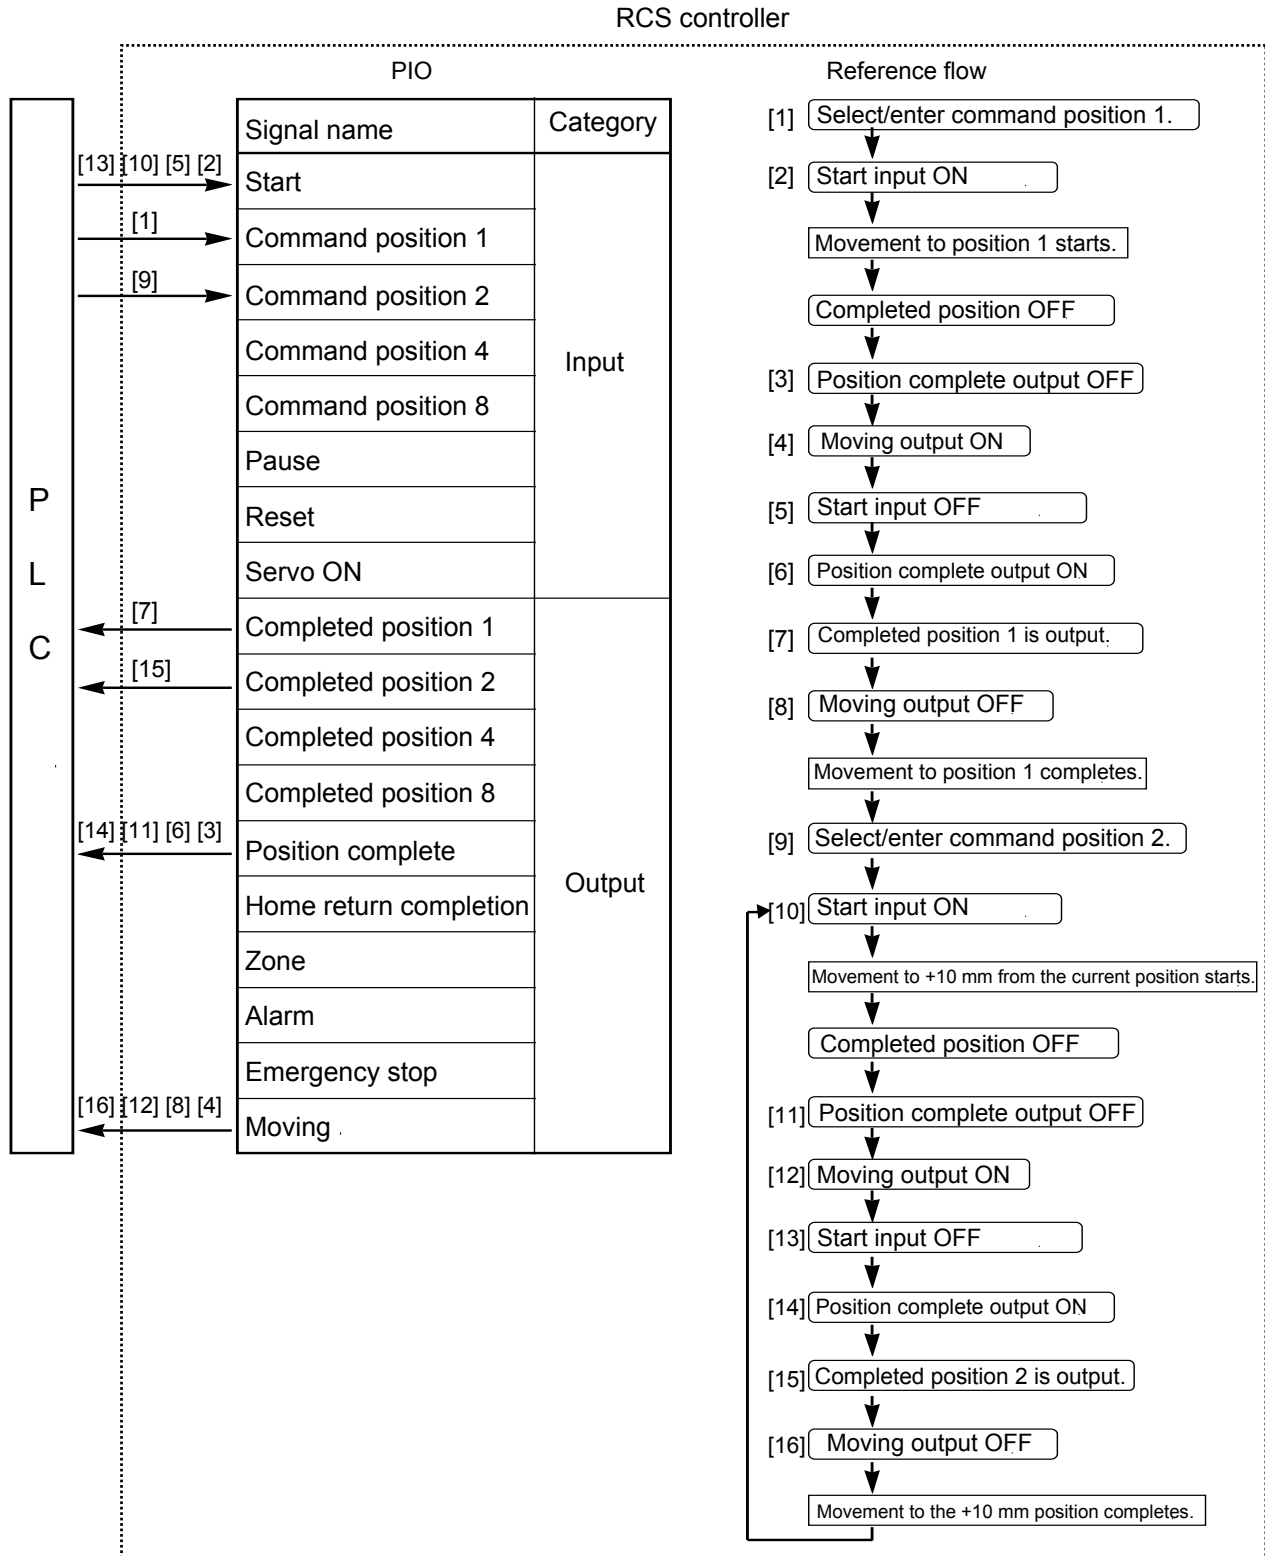 RCS controller
PIO
Reference flow
P
L
C
Signal name
Category
[13] [10] [5] [2]
Start
[1]
Command position 1
[9]
Command position 2
Command position 4
Command position 8
Input
Pause
Reset
Servo ON
[7]
Completed position 1
[15]
Completed position 2
Completed position 4
Completed position 8
[14] [11] [6] [3]
Position complete
Output
Home return completion
Zone
Alarm
Emergency stop
[16] [12] [8] [4]
Moving
[1] Select/enter command position 1.
[2] Start input ON
Movement to position 1 starts.
Completed position OFF
[3] Position complete output OFF
[4] Moving output ON
[5] Start input OFF
[6] Position complete output ON
[7] Completed position 1 is output.
[8] Moving output OFF
Movement to position 1 completes.
[9] Select/enter command position 2.
[10] Start input ON
Movement to +10 mm from the current position starts.
Completed position OFF
[11] Position complete output OFF
[12] Moving output ON
[13] Start input OFF
[14] Position complete output ON
[15] Completed position 2 is output.
[16] Moving output OFF
Movement to the +10 mm position completes.